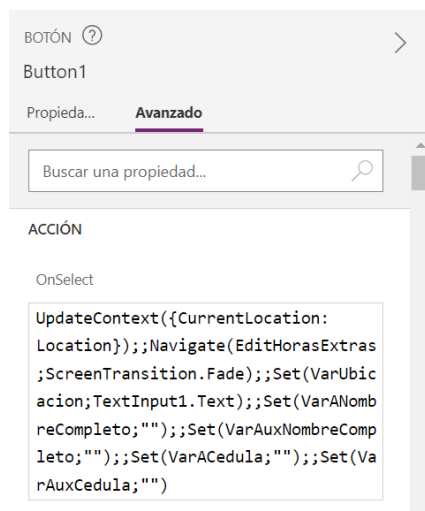 BOTÓN ?
Button1
Propieda... Avanzado
Buscar una propiedad...
ACCIÓN
OnSelect
UpdateContext({CurrentLocation:
Location});;Navigate(EditHorasExtras
;ScreenTransition.Fade);;Set(VarUbic
acion;TextInput1.Text);;Set(VarANomb
reCompleto;"");;Set(VarAuxNombreComp
leto;"");;Set(VarACedula;"");;Set(Va
rAuxCedula;"")